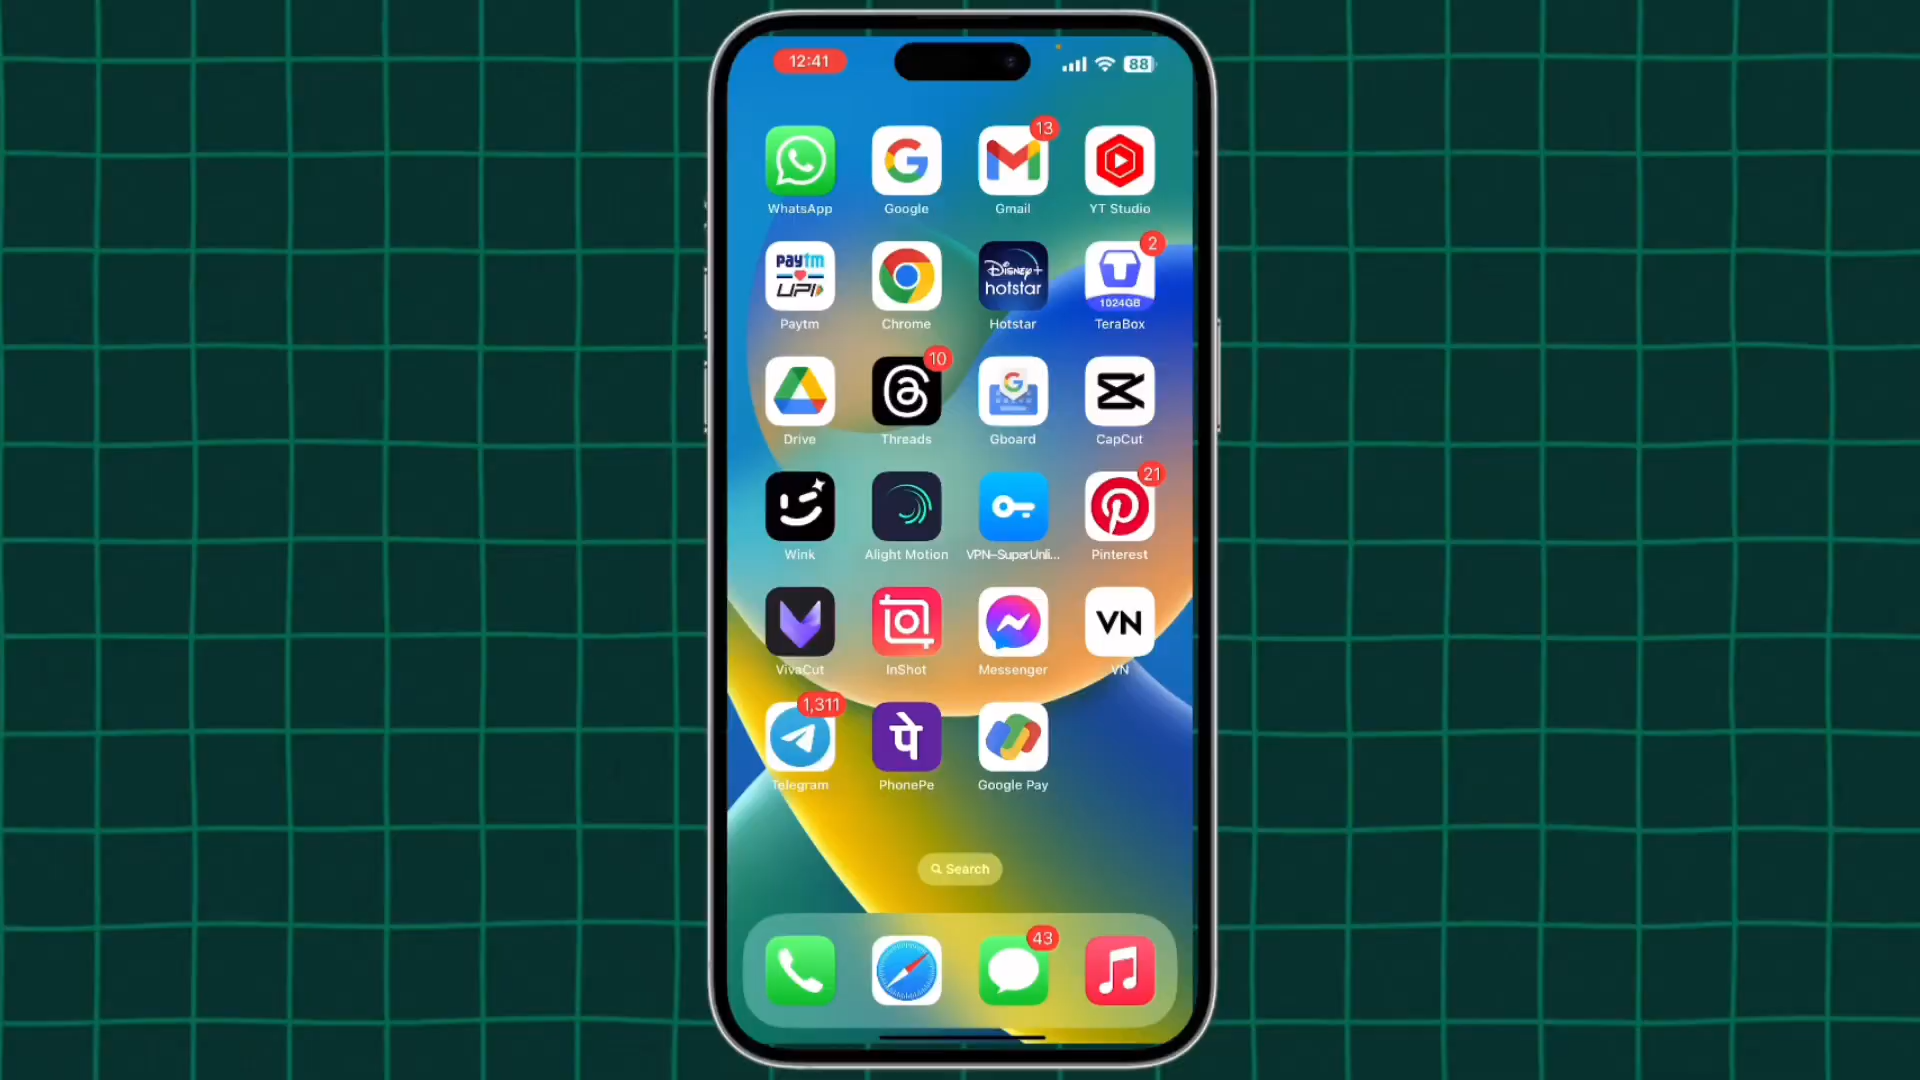 12:41
88
13
WhatsApp Google Gmail YT Studio
paytm
UPI
Disney+
hotstar
2
1024GB
Paytm Chrome Hotstar TeraBox
10
Drive Threads Gboard CapCut
21
Wink Alight Motion VPN-SuperUnli... Pinterest
VN
VivaCut InShot Messenger VN
1,311
पे
Telegram PhonePe Google Pay
Search
43